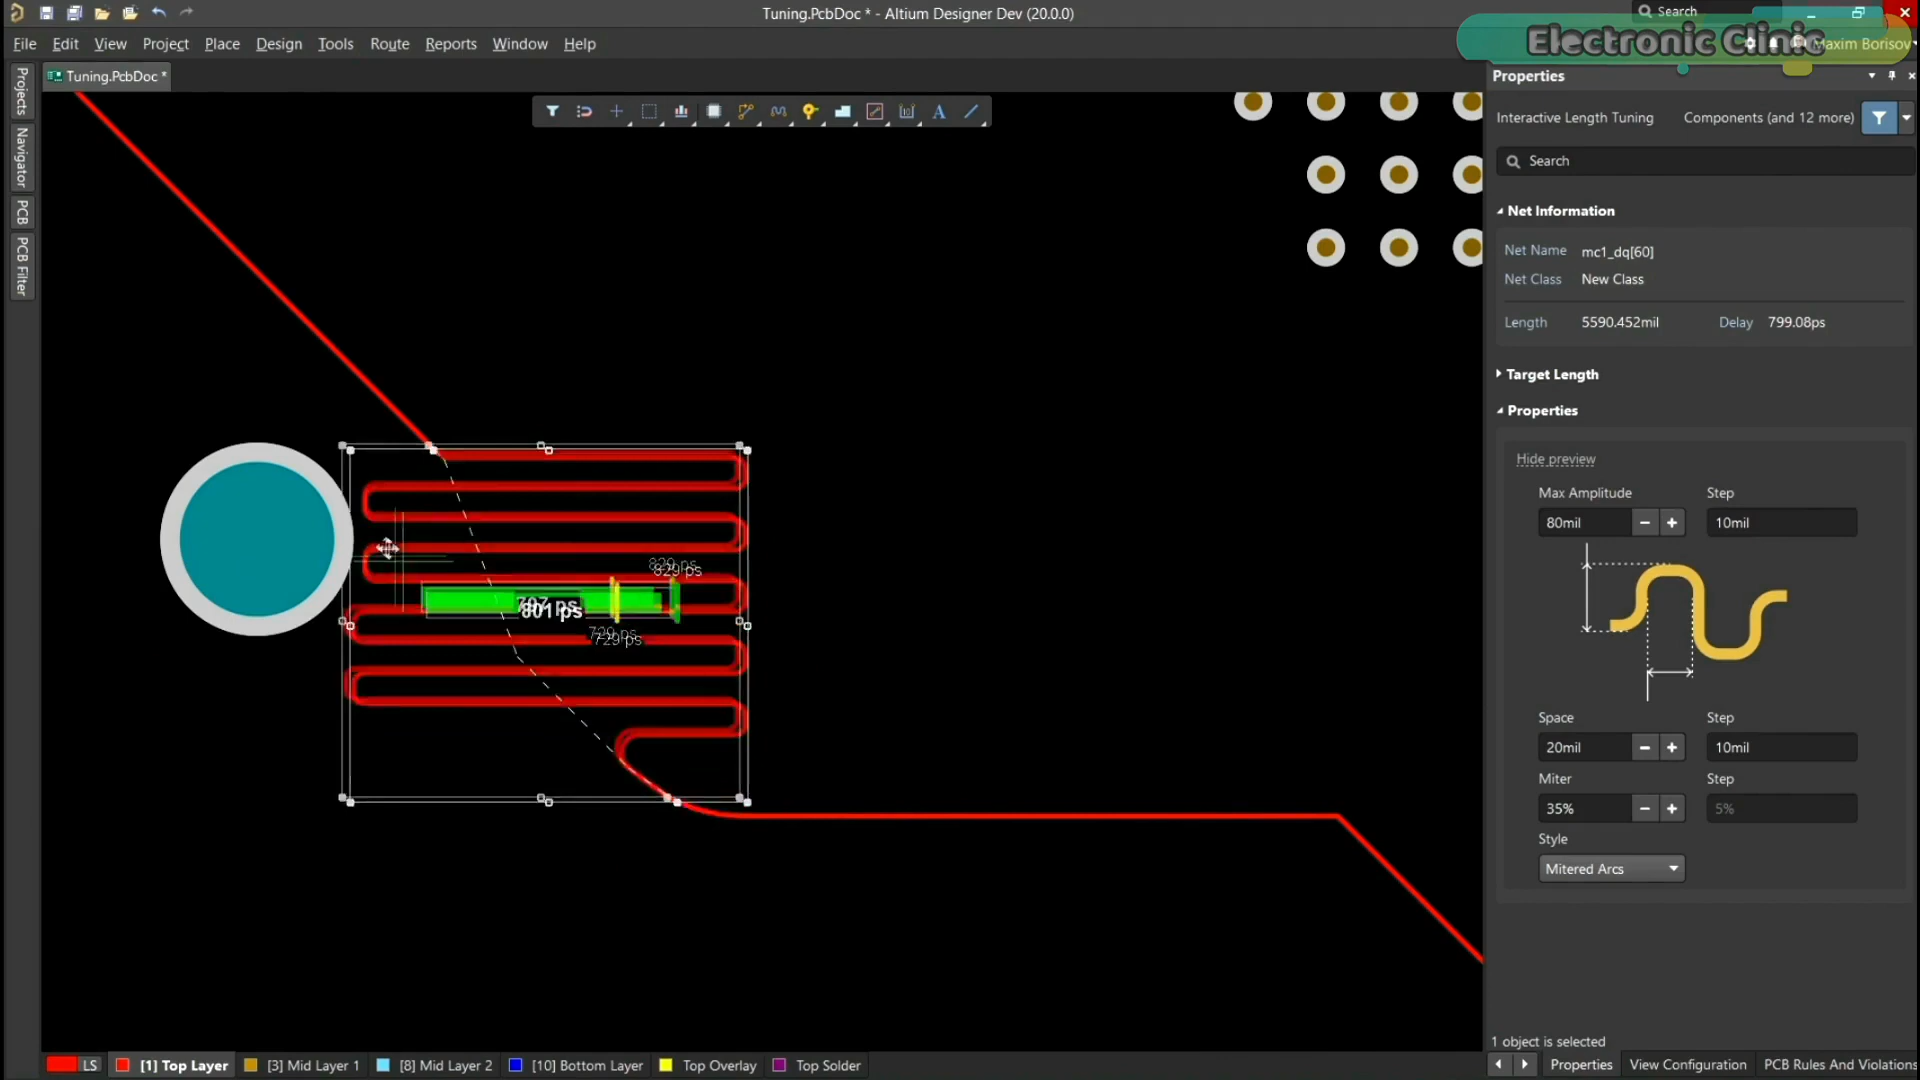 Tuning.PcbDoc * - Altium Designer Dev (20.0.0)
Search
File Edit View Project Place Design Tools Route Reports Window Help
Electronic Clinic
Maxim Borisov
Projects
Navigator
PCB
PCB Filter
Tuning.PcbDoc *
Properties
Interactive Length Tuning Components (and 12 more)
Search
Net Information
Net Name mc1_dq[60]
Net Class New Class
Length 5590.452mil Delay 799.08ps
Target Length
Properties
Hide preview
Max Amplitude Step
80mil 10mil
829 ps
801 ps
729 ps
Space Step
20mil 10mil
Miter Step
35% 5%
Style
Mitered Arcs
1 object is selected
LS [1] Top Layer [3] Mid Layer 1 [8] Mid Layer 2 [10] Bottom Layer Top Overlay Top Solder
Properties View Configuration PCB Rules And Violations